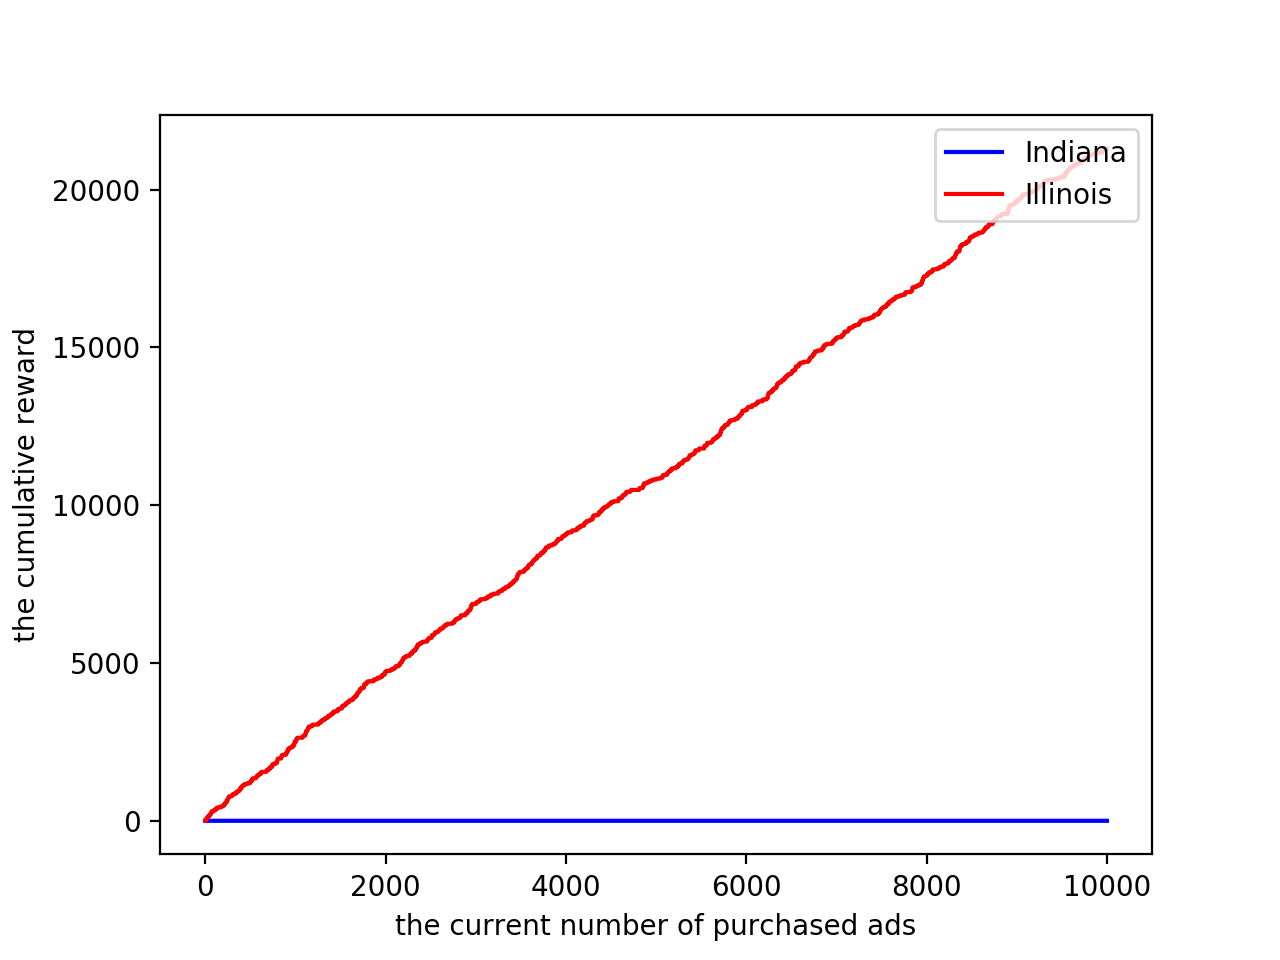 Indiana
Illinois
20000
15000
10000
5000
0
0 2000 4000 6000 8000 10000
the current number of purchased ads
the cumulative reward